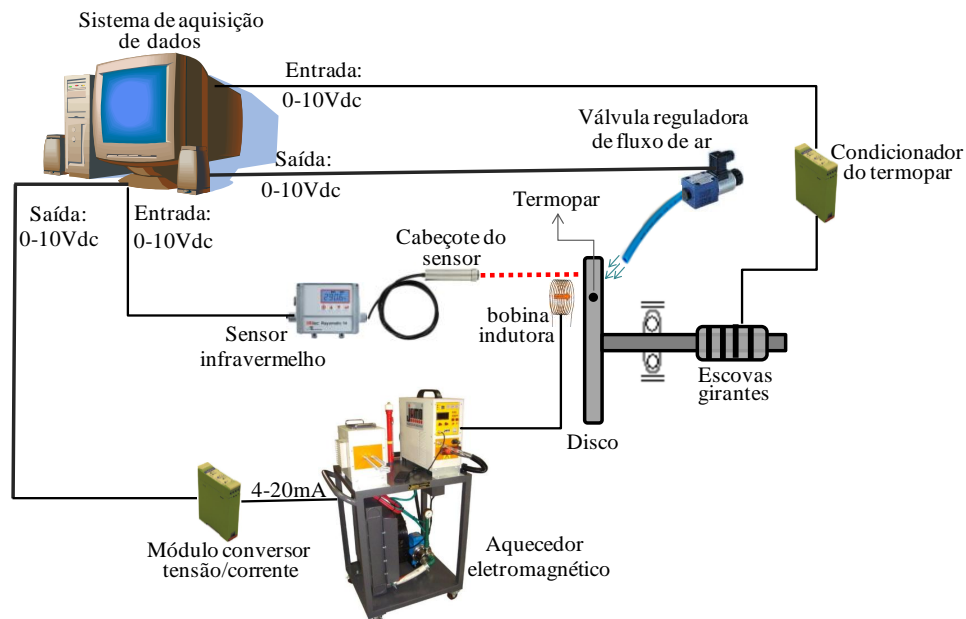 Sistema de aquisição
de dados
Entrada:
0-10Vdc
Válvula reguladora
de fluxo de ar
Condicionador
do termopar
Saída:
0-10Vdc
Termopar
Saída:
0-10Vdc
Entrada:
0-10Vdc
Cabeçote do
sensor
bobina
indutora
Sensor
infravermelho
Escovas
girantes
Disco
4-20mA
Módulo conversor
tensão/corrente
Aquecedor
eletromagnético